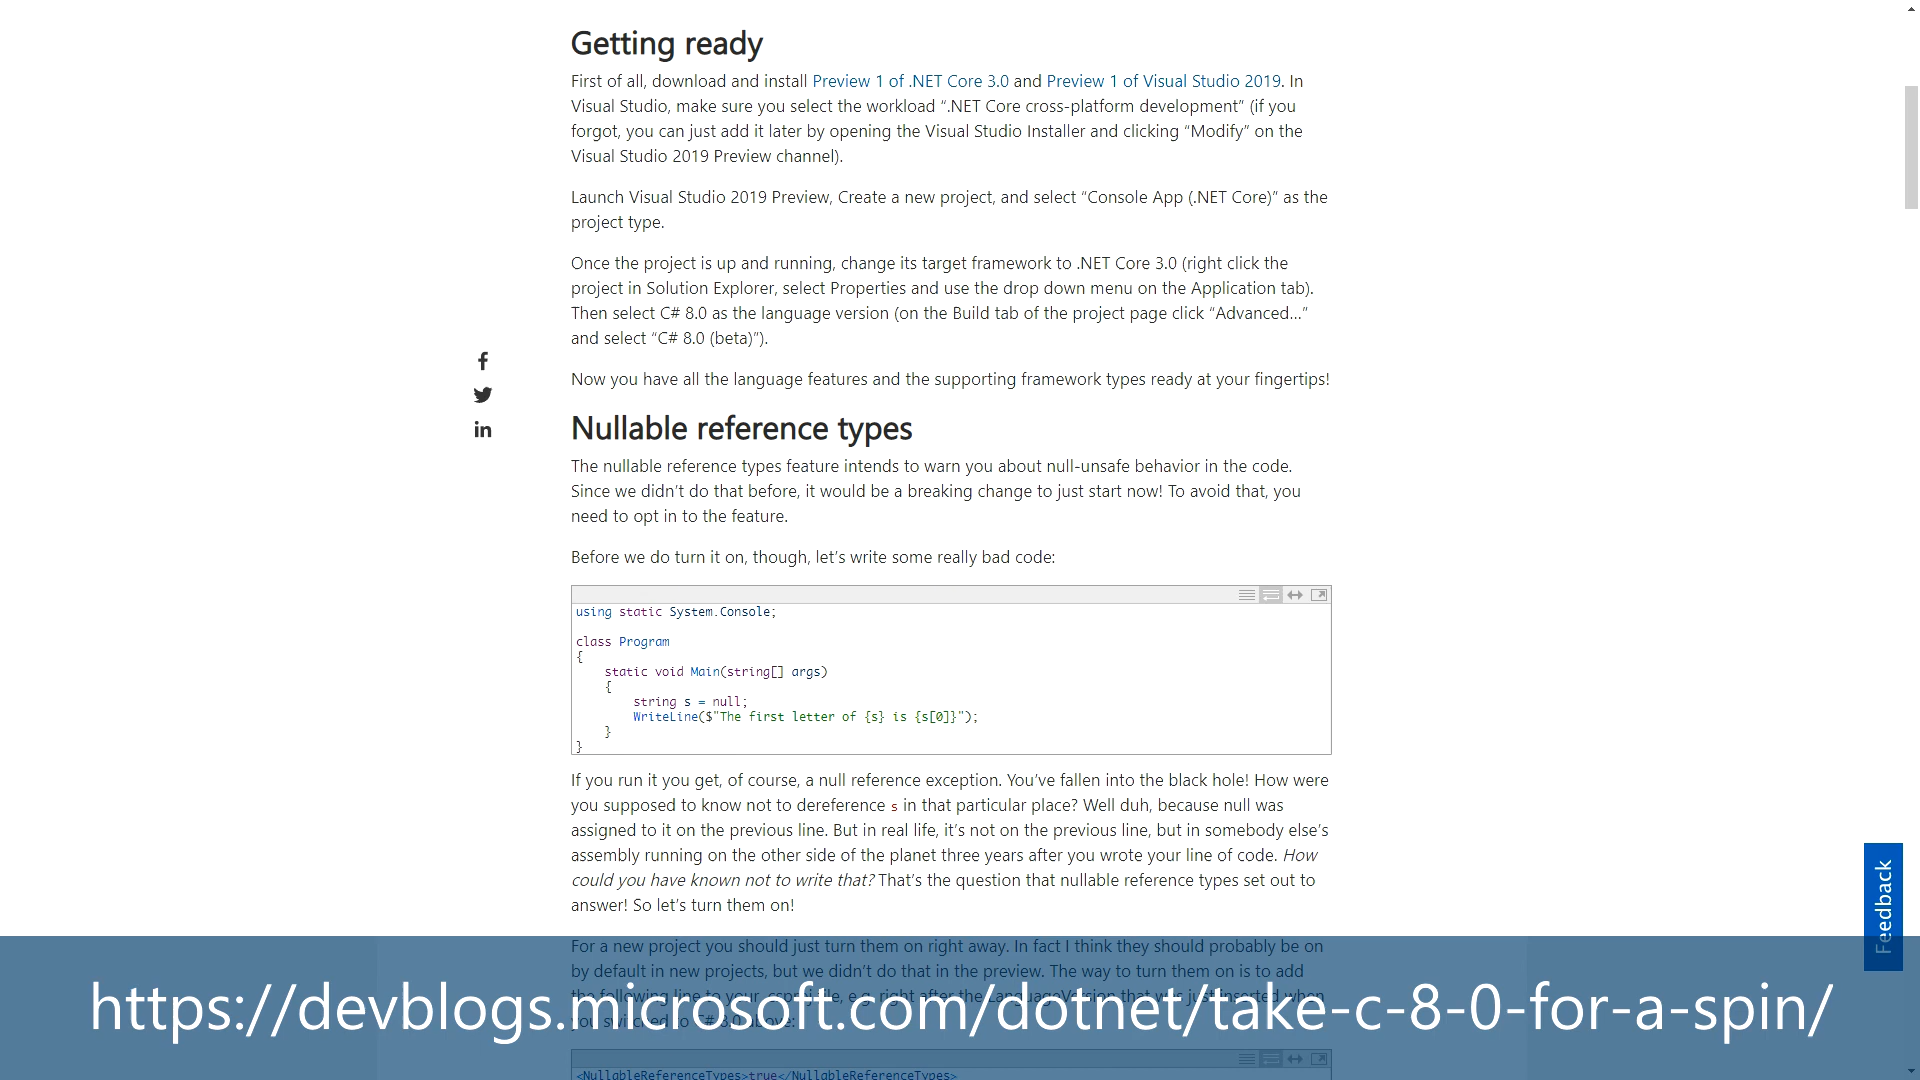 Getting ready
First of all, download and install Preview 1 of .NET Core 3.0 and Preview 1 of Visual Studio 2019. In
Visual Studio, make sure you select the workload “.NET Core cross-platform development” (if you
forgot, you can just add it later by opening the Visual Studio Installer and clicking “Modify” on the
Visual Studio 2019 Preview channel).
Launch Visual Studio 2019 Preview, Create a new project, and select “Console App (.NET Core)” as the
project type.
Once the project is up and running, change its target framework to .NET Core 3.0 (right click the
project in Solution Explorer, select Properties and use the drop down menu on the Application tab).
Then select C# 8.0 as the language version (on the Build tab of the project page click “Advanced…”
and select “C# 8.0 (beta)”).
Now you have all the language features and the supporting framework types ready at your fingertips!
Nullable reference types
The nullable reference types feature intends to warn you about null-unsafe behavior in the code.
Since we didn’t do that before, it would be a breaking change to just start now! To avoid that, you
need to opt in to the feature.
Before we do turn it on, though, let’s write some really bad code:
using static System.Console;
class Program
{
static void Main(string[] args)
{
string s = null;
WriteLine($"The first letter of {s} is {s[0]}");
}
}
If you run it you get, of course, a null reference exception. You’ve fallen into the black hole! How were
you supposed to know not to dereference s in that particular place? Well duh, because null was
assigned to it on the previous line. But in real life, it’s not on the previous line, but in somebody else’s
assembly running on the other side of the planet three years after you wrote your line of code. How
could you have known not to write that? That’s the question that nullable reference types set out to
answer! So let’s turn them on!
Feedback
For a new project you should just turn them on right away. In fact I think they should probably be on
by default in new projects, but we didn’t do that in the preview. The way to turn them on is to add
https://devblogs.microsoft.com/dotnet/take-c-8-0-for-a-spin/
<NullableReferenceTypes>true</NullableReferenceTypes>